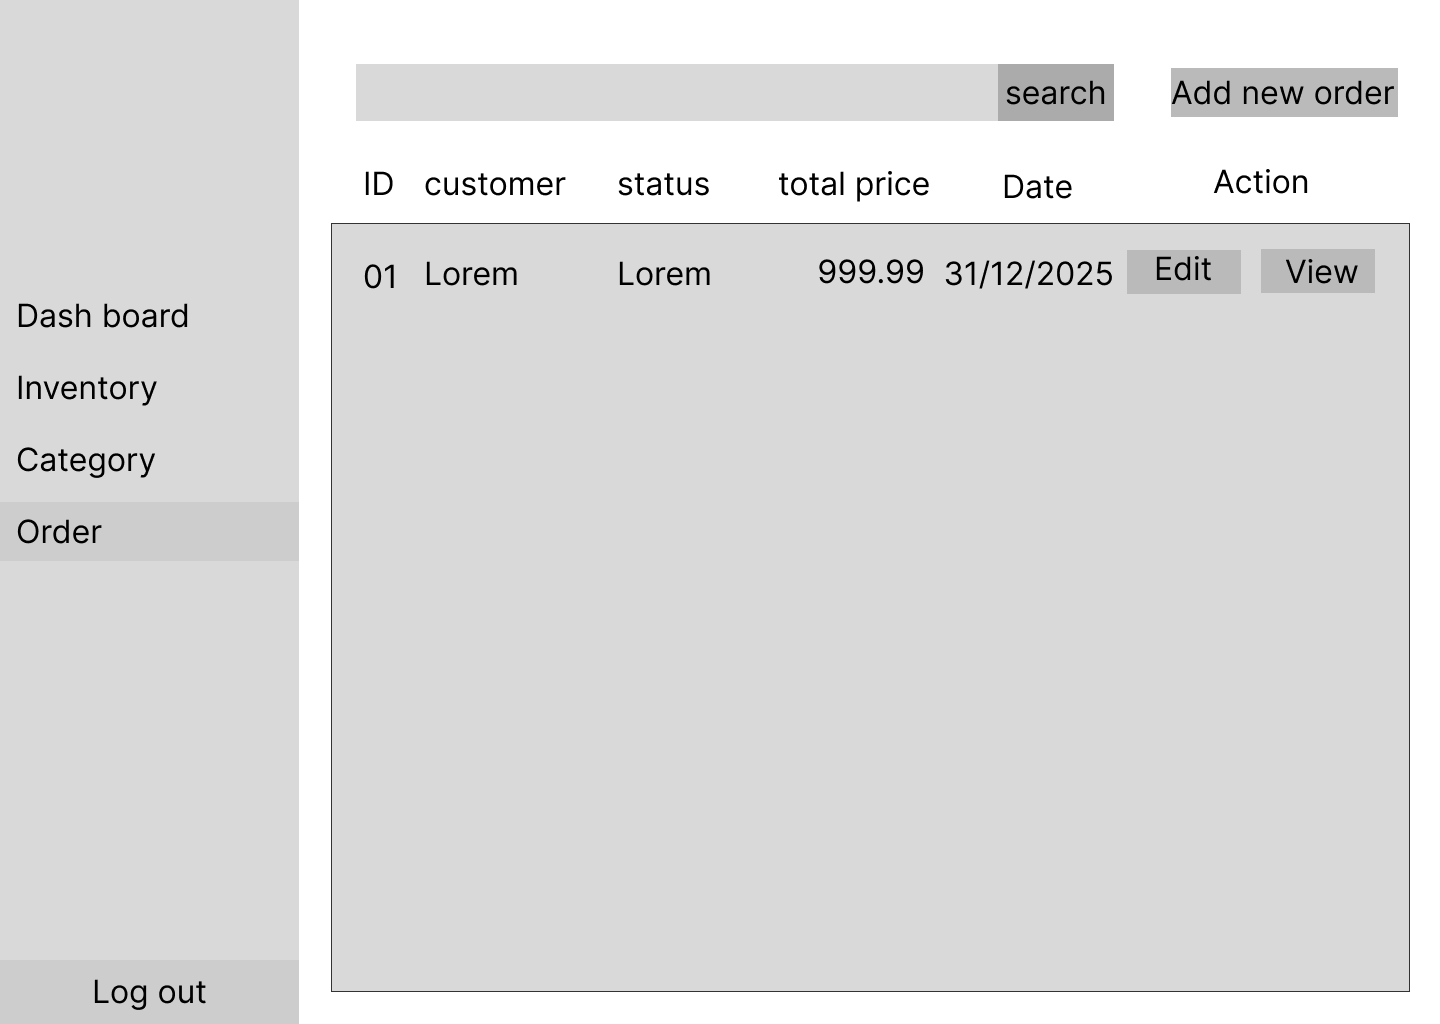 search
Add new order
ID customer status total price Date Action
01 Lorem Lorem 999.99 31/12/2025 Edit View
Dash board
Inventory
Category
Order
Log out